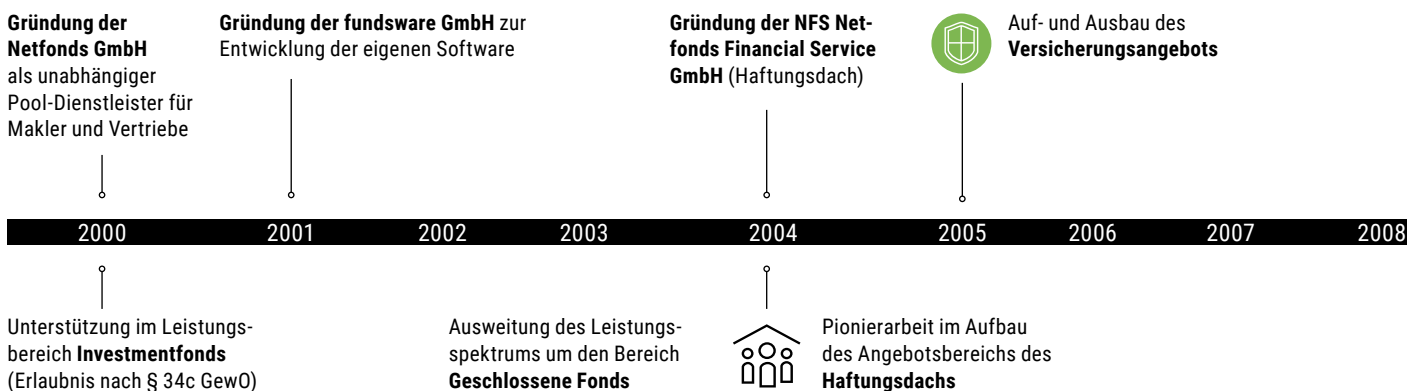 Gründung der
Netfonds GmbH
als unabhängiger
Pool-Dienstleister für
Makler und Vertriebe
Gründung der fundsware GmbH zur
Entwicklung der eigenen Software
Gründung der NFS Net-
fonds Financial Service
GmbH (Haftungsdach)
Auf- und Ausbau des
Versicherungsangebots
2000 2001 2002 2003 2004 2005 2006 2007 2008
Unterstützung im Leistungs-
bereich Investmentfonds
(Erlaubnis nach § 34c GewO)
Ausweitung des Leistungs-
spektrums um den Bereich
Geschlossene Fonds
Pionierarbeit im Aufbau
des Angebotsbereichs des
Haftungsdachs